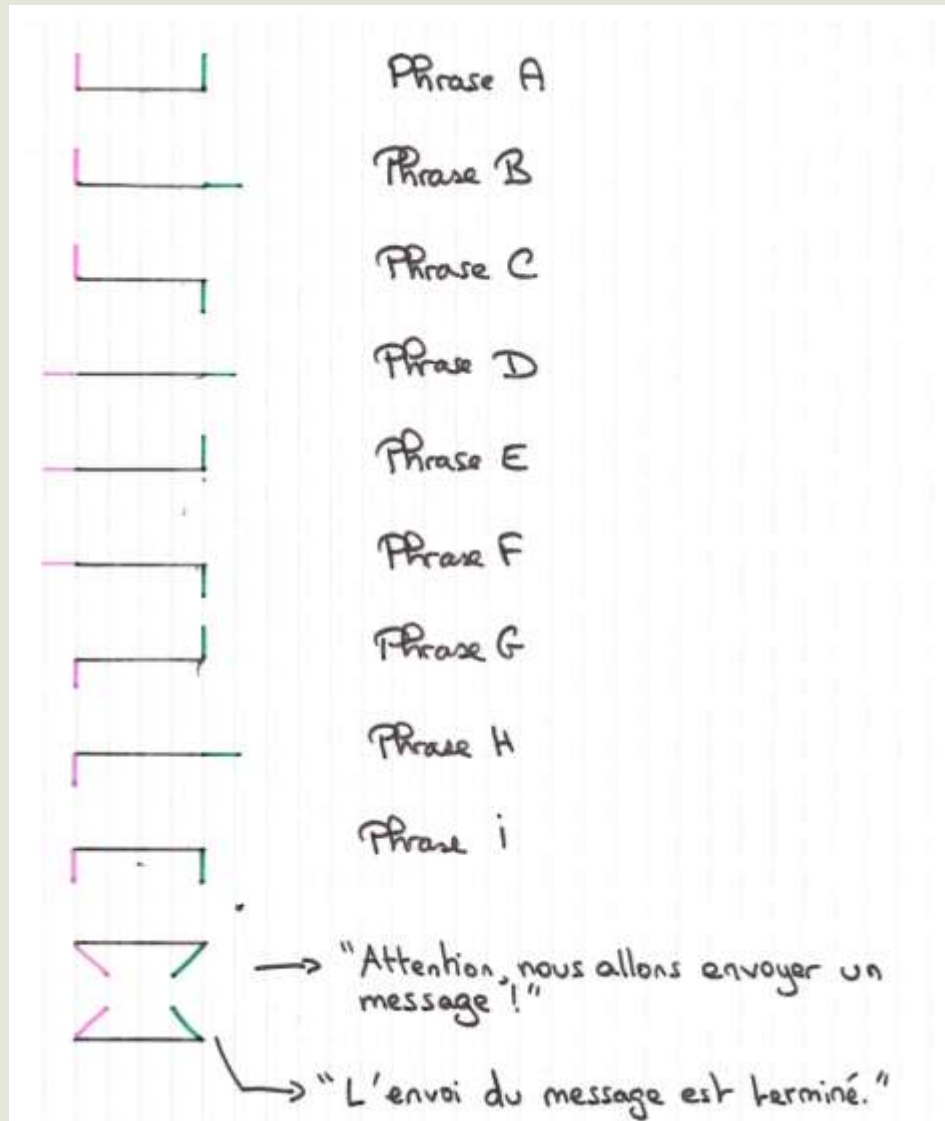 Phrase A
Phrase B
Phrase C
Phrase D
Phrase E
Phrase F
Phrase G
Phrase H
Phrase i
"Attention, nous allons envoyer un
message !"
"L'envoi du message est terminé."